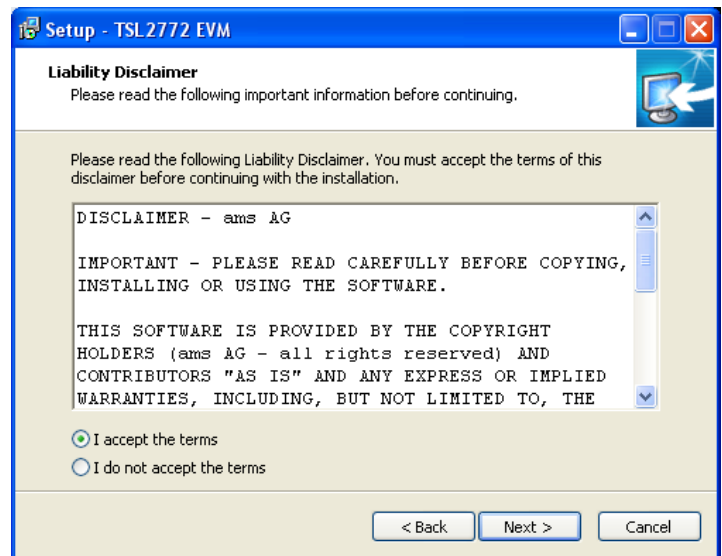 Setup - TSL2772 EVM
Liability Disclaimer
Please read the following important information before continuing.
Please read the following Liability Disclaimer. You must accept the terms of this
disclaimer before continuing with the installation.
DISCLAIMER - ams AG
IMPORTANT - PLEASE READ CAREFULLY BEFORE COPYING,
INSTALLING OR USING THE SOFTWARE.
THIS SOFTWARE IS PROVIDED BY THE COPYRIGHT
HOLDERS (ams AG - all rights reserved) AND
CONTRIBUTORS "AS IS" AND ANY EXPRESS OR IMPLIED
WARRANTIES, INCLUDING, BUT NOT LIMITED TO, THE
I accept the terms
I do not accept the terms
< Back Next > Cancel